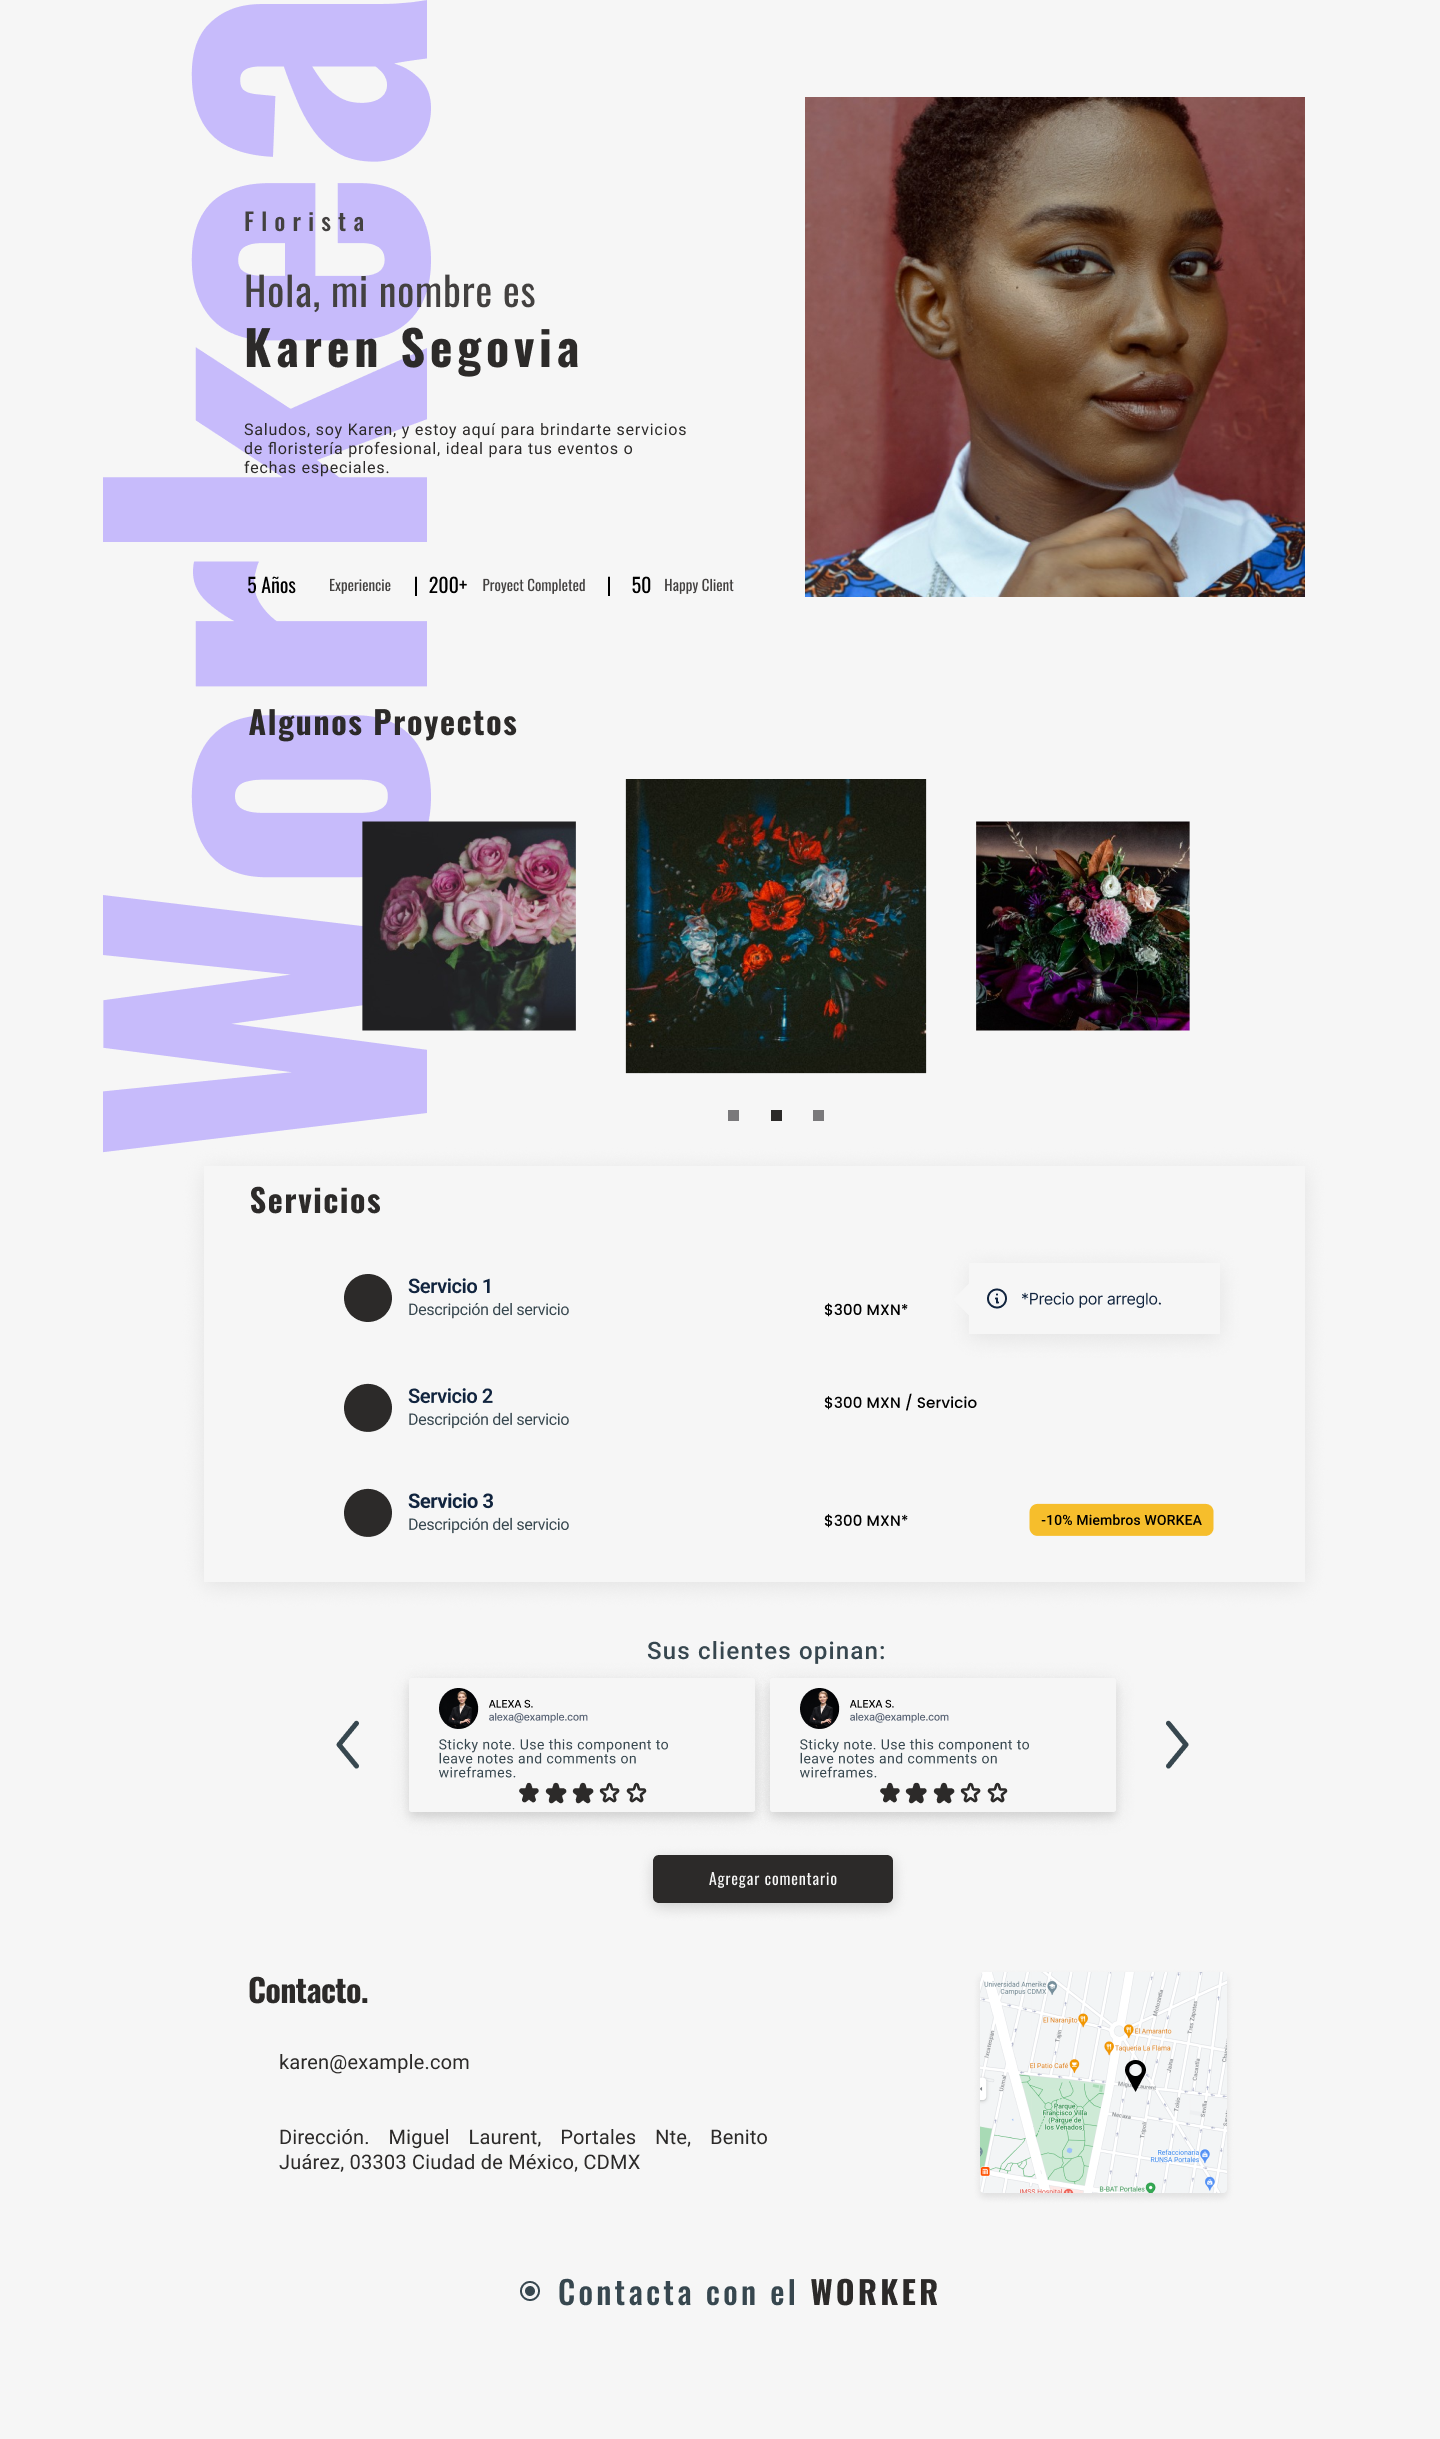 Workea
Florista
Hola, mi nombre es
Karen Segovia
Saludos, soy Karen, y estoy aquí para brindarte servicios
de floristería profesional, ideal para tus eventos o
fechas especiales.
5 Años Experiencie | 200+ Proyect Completed | 50 Happy Client
Algunos Proyectos
Servicios
Servicio 1
Descripción del servicio
$300 MXN*
*Precio por arreglo.
Servicio 2
Descripción del servicio
$300 MXN / Servicio
Servicio 3
Descripción del servicio
$300 MXN*
-10% Miembros WORKEA
Sus clientes opinan:
ALEXA S.
alexa@example.com
Sticky note. Use this component to
leave notes and comments on
wireframes.
ALEXA S.
alexa@example.com
Sticky note. Use this component to
leave notes and comments on
wireframes.
Agregar comentario
Contacto.
karen@example.com
Dirección. Miguel Laurent, Portales Nte, Benito
Juárez, 03303 Ciudad de México, CDMX
Universidad Amerike
Campus CDMX
El Naranjito
El Amaranto
Taqueria La Flama
El Patio Café
Parque
Francisco Villa
(Parque de
los Venados)
Refaccionaria
RUNSA Portales
IMSS Hospital
B-BAT Portales
Contacta con el WORKER